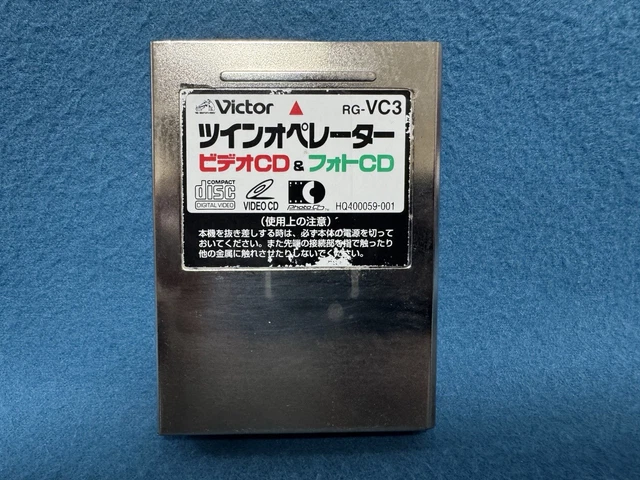 Victor RG-VC3
ツインオペレーター
ビデオCD & フォトCD
COMPACT
disc
DIGITAL VIDEO
VIDEO CD
Photo CD
HQ400059-001
(使用上の注意)
本機を抜き差しする時は、必ず本体の電源を切って
おいてください。また先端の接続部を指で触ったり
他の金属に触れさせたりしないでください。